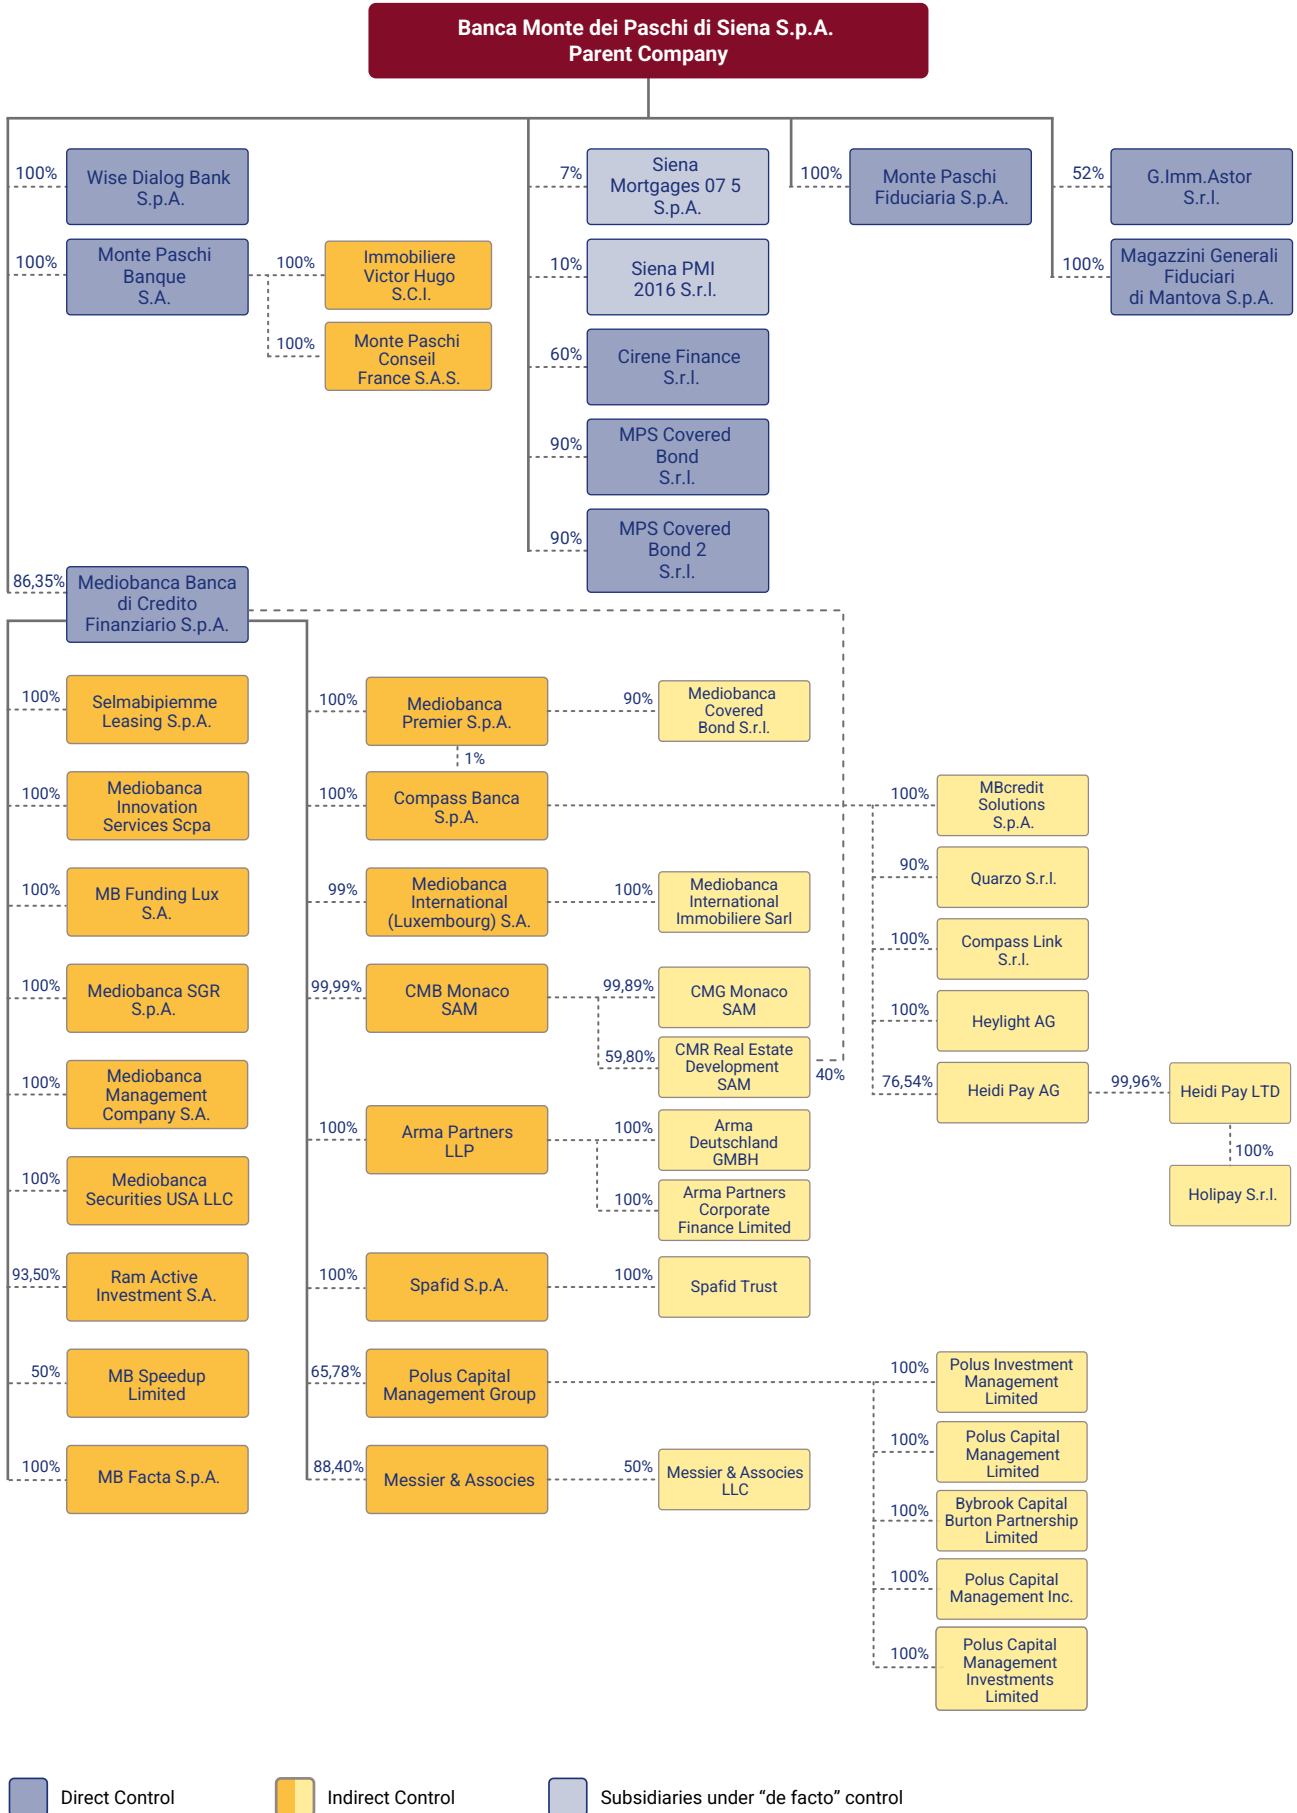 Banca Monte dei Paschi di Siena S.p.A.
Parent Company
100%
Wise Dialog Bank
S.p.A.
7%
Siena
Mortgages 07 5
S.p.A.
100%
Monte Paschi
Fiduciaria S.p.A.
52%
G.Imm.Astor
S.r.l.
100%
Monte Paschi
Banque
S.A.
100%
Immobiliere
Victor Hugo
S.C.I.
100%
Monte Paschi
Conseil
France S.A.S.
10%
Siena PMI
2016 S.r.l.
100%
Magazzini Generali
Fiduciari
di Mantova S.p.A.
60%
Cirene Finance
S.r.l.
90%
MPS Covered
Bond
S.r.l.
90%
MPS Covered
Bond 2
S.r.l.
86,35%
Mediobanca Banca
di Credito
Finanziario S.p.A.
100%
Selmabipiemme
Leasing S.p.A.
100%
Mediobanca
Innovation
Services Scpa
100%
MB Funding Lux
S.A.
100%
Mediobanca SGR
S.p.A.
100%
Mediobanca
Management
Company S.A.
100%
Mediobanca
Securities USA LLC
93,50%
Ram Active
Investment S.A.
50%
MB Speedup
Limited
100%
MB Facta S.p.A.
100%
Mediobanca
Premier S.p.A.
90%
Mediobanca
Covered
Bond S.r.l.
1%
100%
Compass Banca
S.p.A.
100%
MBcredit
Solutions
S.p.A.
90%
Quarzo S.r.l.
100%
Compass Link
S.r.l.
100%
Heylight AG
76,54%
Heidi Pay AG
99,96%
Heidi Pay LTD
100%
Holipay S.r.l.
99%
Mediobanca
International
(Luxembourg) S.A.
100%
Mediobanca
International
Immobiliere Sarl
99,99%
CMB Monaco
SAM
99,89%
CMG Monaco
SAM
59,80%
CMR Real Estate
Development
SAM
40%
100%
Arma Partners
LLP
100%
Arma
Deutschland
GMBH
100%
Arma Partners
Corporate
Finance Limited
100%
Spafid S.p.A.
100%
Spafid Trust
65,78%
Polus Capital
Management Group
100%
Polus Investment
Management
Limited
100%
Polus Capital
Management
Limited
100%
Bybrook Capital
Burton Partnership
Limited
100%
Polus Capital
Management Inc.
100%
Polus Capital
Management
Investments
Limited
88,40%
Messier & Associes
50%
Messier & Associes
LLC
Direct Control
Indirect Control
Subsidiaries under “de facto” control